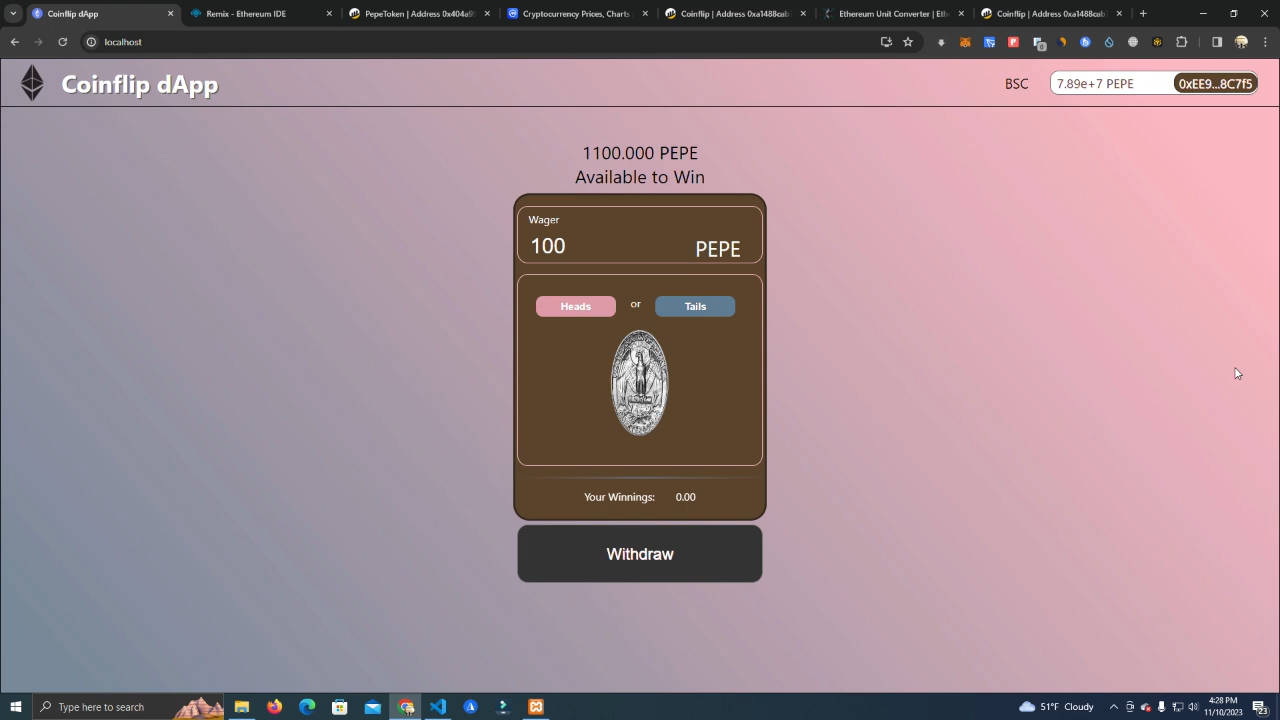 Coinflip dApp
Remix - Ethereum IDE
PepeToken | Address 0x404a9
Cryptocurrency Prices, Charts
Coinflip | Address 0xa1488cab
Ethereum Unit Converter | Eth
Coinflip | Address 0xa1488cab
localhost
Coinflip dApp
BSC
7.89e+7 PEPE
0xEE9...8C7f5
1100.000 PEPE
Available to Win
Wager
100
PEPE
Heads
or
Tails
Your Winnings:
0.00
Withdraw
Type here to search
51°F Cloudy
4:28 PM
11/10/2023